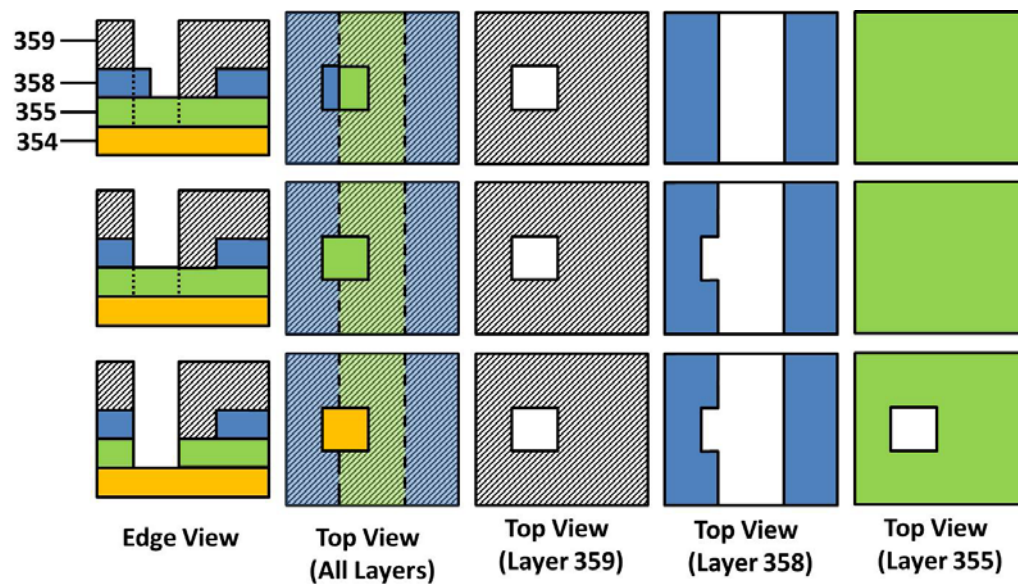 359
358
355
354
Edge View
Top View
(All Layers)
Top View
(Layer 359)
Top View
(Layer 358)
Top View
(Layer 355)